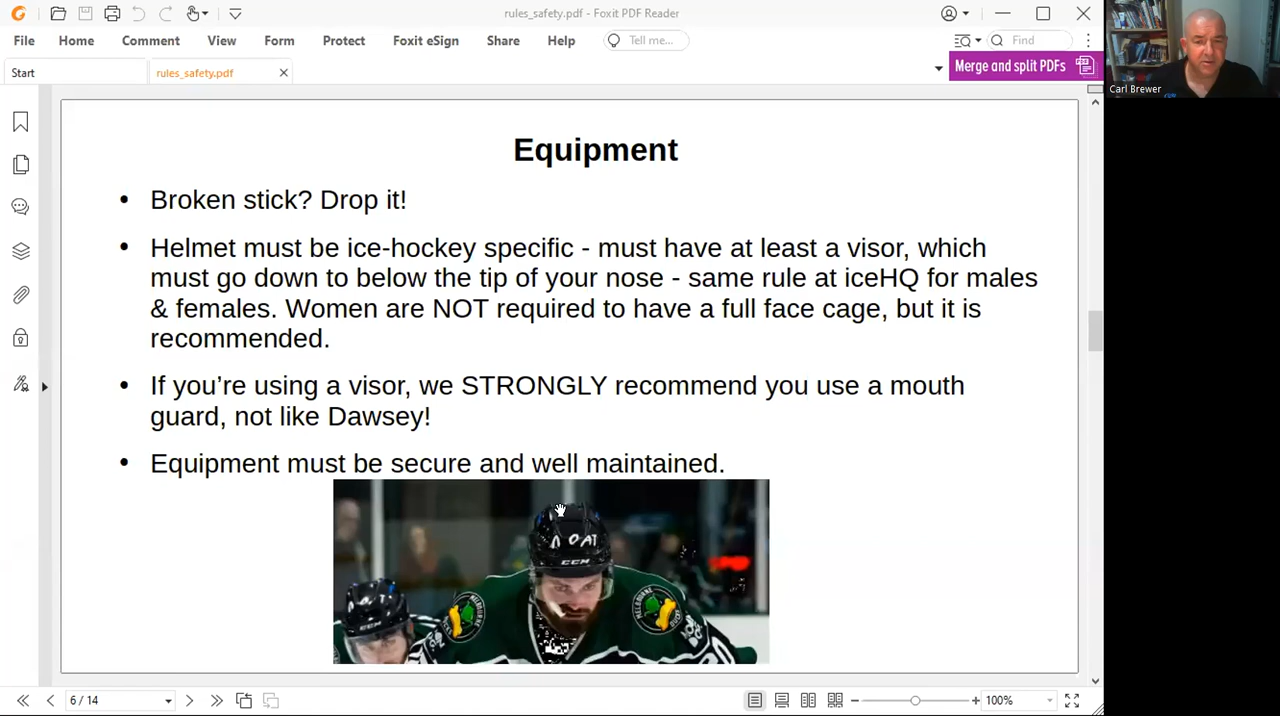 rules_safety.pdf - Foxit PDF Reader
File Home Comment View Form Protect Foxit eSign Share Help Tell me... Find
Start rules_safety.pdf Merge and split PDFs
Carl Brewer
Equipment
• Broken stick? Drop it!
• Helmet must be ice-hockey specific - must have at least a visor, which
must go down to below the tip of your nose - same rule at iceHQ for males
& females. Women are NOT required to have a full face cage, but it is
recommended.
• If you’re using a visor, we STRONGLY recommend you use a mouth
guard, not like Dawsey!
• Equipment must be secure and well maintained.
CCM
MELBOURNE
MELBOURNE
DUCKS
6 / 14 100%